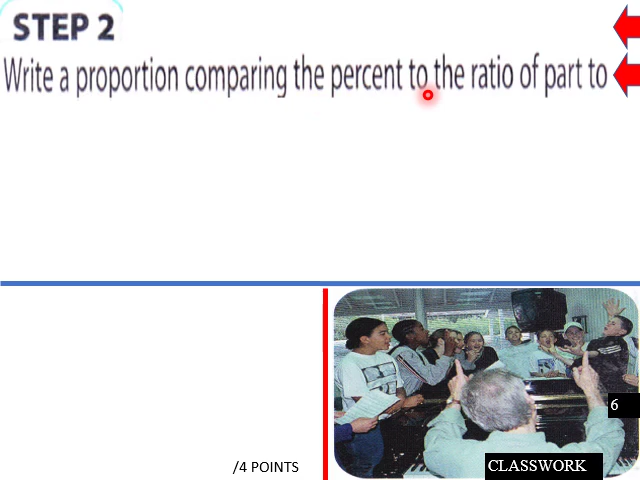 STEP 2
Write a proportion comparing the percent to the ratio of part to
6
/4 POINTS
CLASSWORK